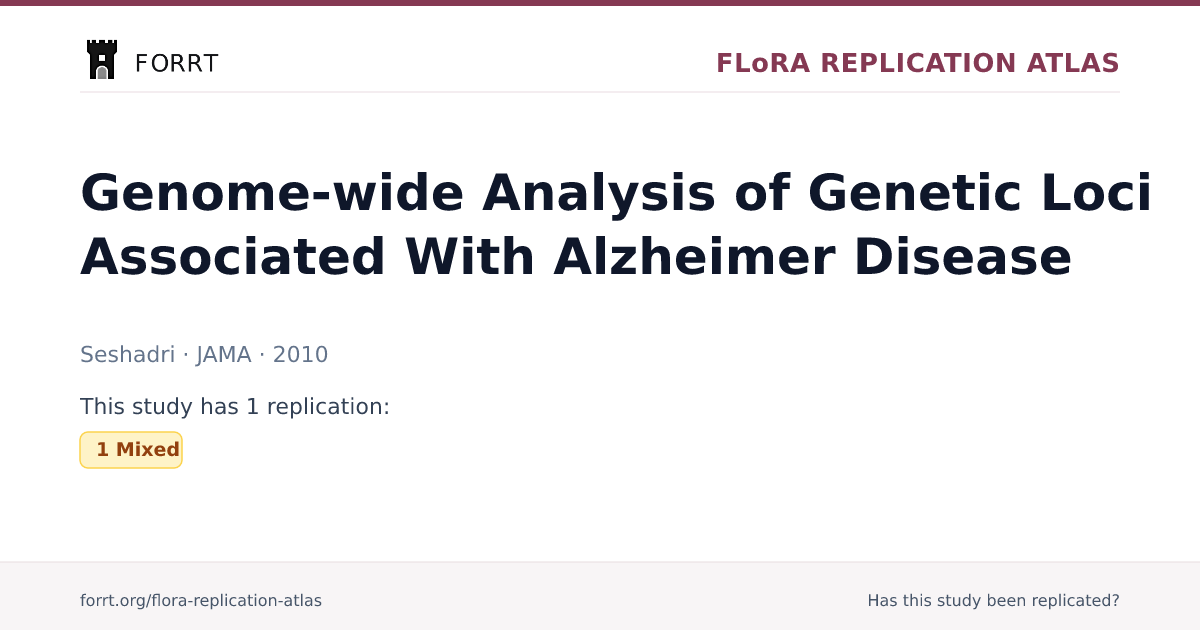 FORRT
FLoRA REPLICATION ATLAS
Genome-wide Analysis of Genetic Loci
Associated With Alzheimer Disease
Seshadri · JAMA · 2010
This study has 1 replication:
1 Mixed
forrt.org/flora-replication-atlas
Has this study been replicated?